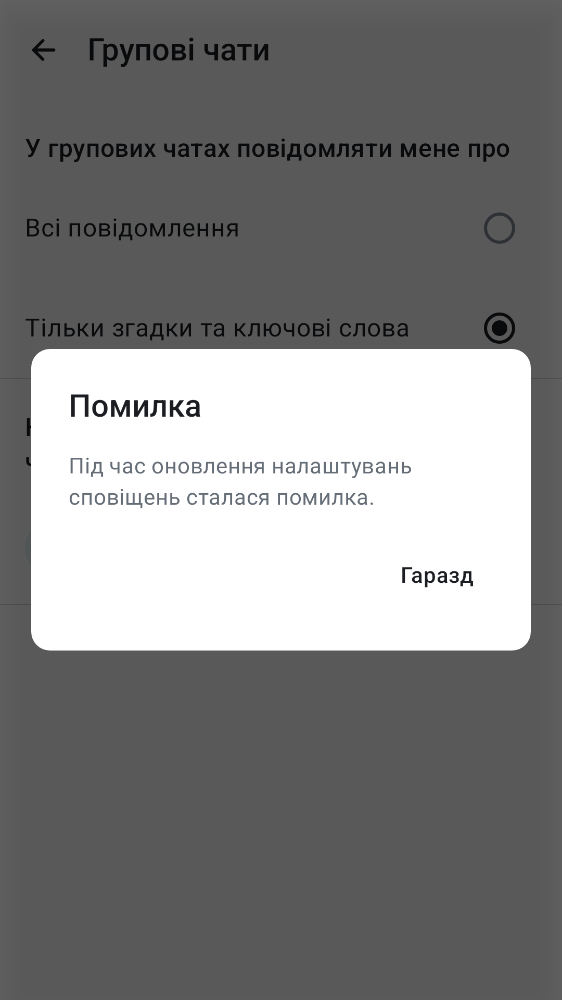 Групові чати
У групових чатах повідомляти мене про
Всі повідомлення
Тільки згадки та ключові слова
Помилка
Під час оновлення налаштувань
сповіщень сталася помилка.
Гаразд